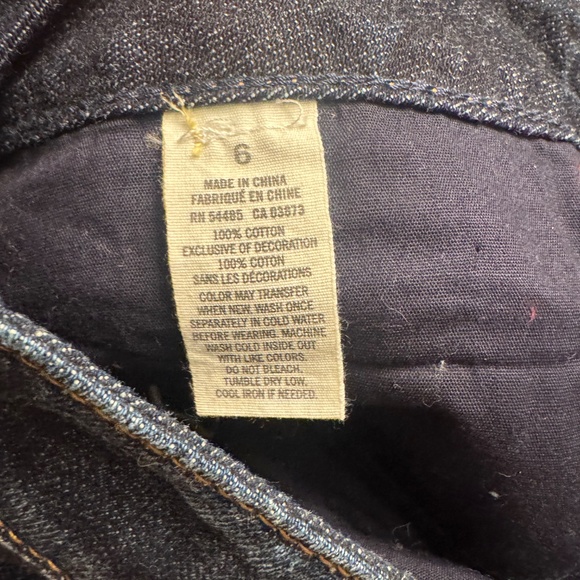 6
MADE IN CHINA
FABRIQUÉ EN CHINE
RN 54485 CA 03873
100% COTTON
EXCLUSIVE OF DECORATION
100% COTON
SANS LES DÉCORATIONS
COLOR MAY TRANSFER
WHEN NEW. WASH ONCE
SEPARATELY IN COLD WATER
BEFORE WEARING. MACHINE
WASH COLD INSIDE OUT
WITH LIKE COLORS.
DO NOT BLEACH.
TUMBLE DRY LOW.
COOL IRON IF NEEDED.